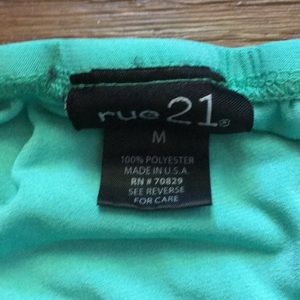 rue21®
M
100% POLYESTER
MADE IN U.S.A.
RN # 70829
SEE REVERSE
FOR CARE